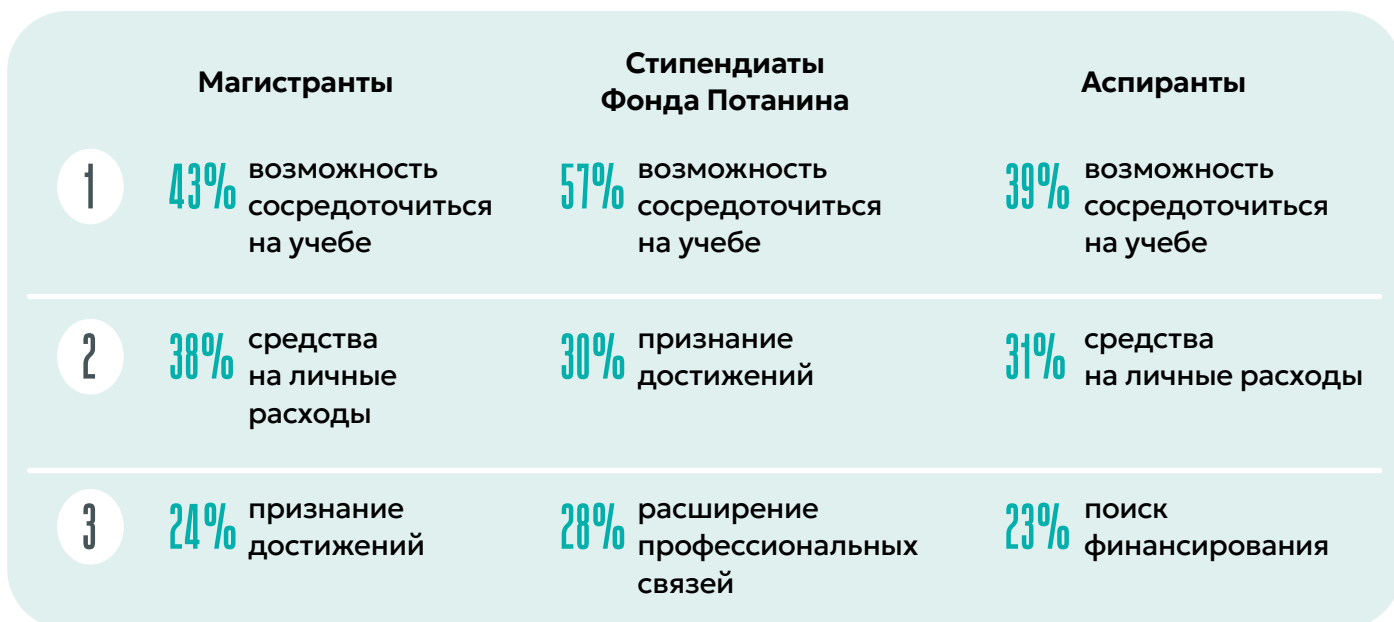 Магистранты
Стипендиаты
Фонда Потанина
Аспиранты
1
43% возможность
сосредоточиться
на учебе
57% возможность
сосредоточиться
на учебе
39% возможность
сосредоточиться
на учебе
2
38% средства
на личные
расходы
30% признание
достижений
31% средства
на личные расходы
3
24% признание
достижений
28% расширение
профессиональных
связей
23% поиск
финансирования